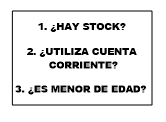 1. ¿HAY STOCK?
2. ¿UTILIZA CUENTA
CORRIENTE?
3. ¿ES MENOR DE EDAD?